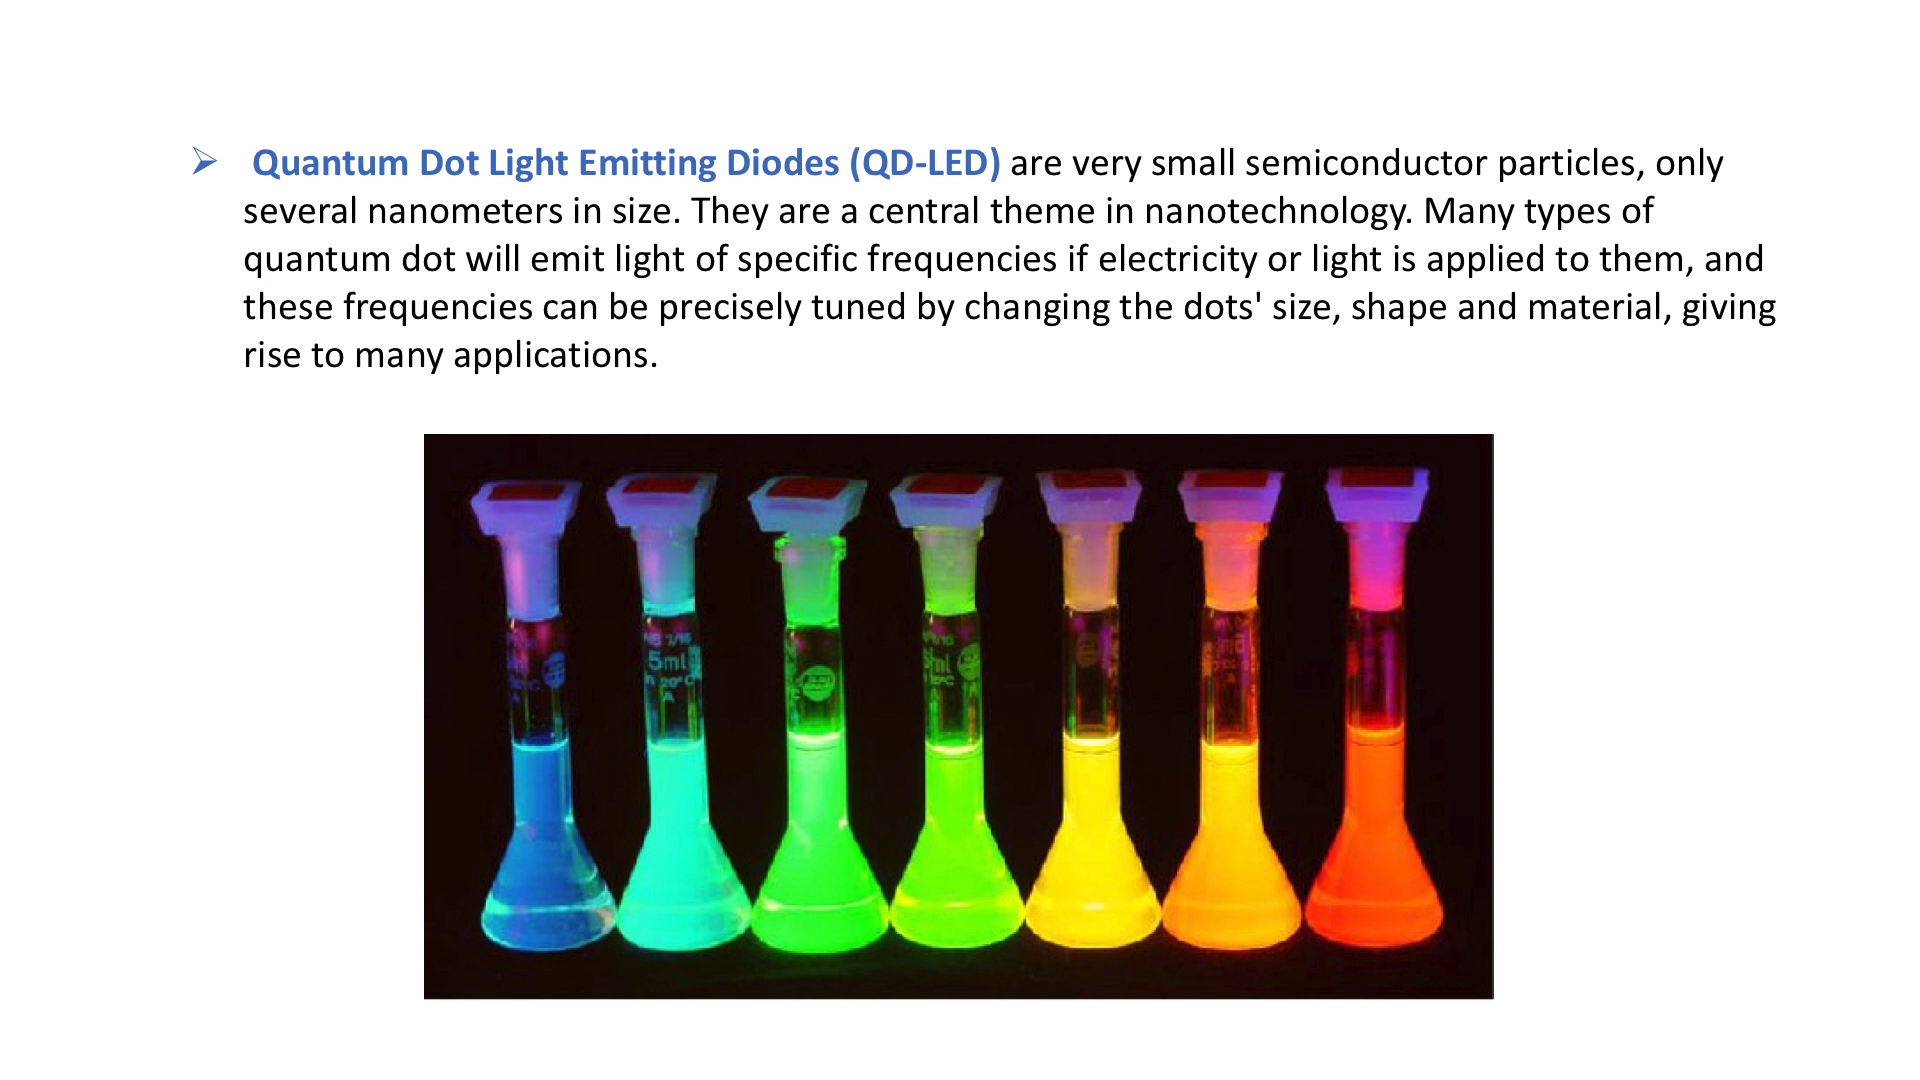 Quantum Dot Light Emitting Diodes (QD-LED) are very small semiconductor particles, only
several nanometers in size. They are a central theme in nanotechnology. Many types of
quantum dot will emit light of specific frequencies if electricity or light is applied to them, and
these frequencies can be precisely tuned by changing the dots' size, shape and material, giving
rise to many applications.
5ml
20°C
A